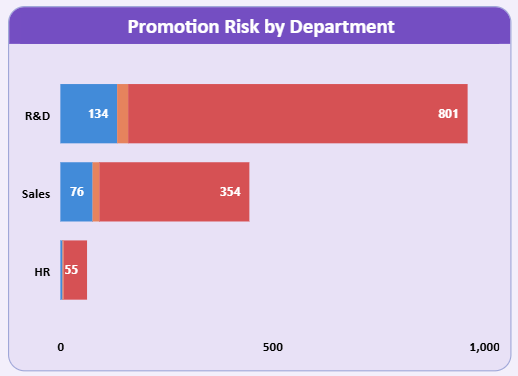 Promotion Risk by Department
R&D 134 801
Sales 76 354
HR 55
0 500 1,000